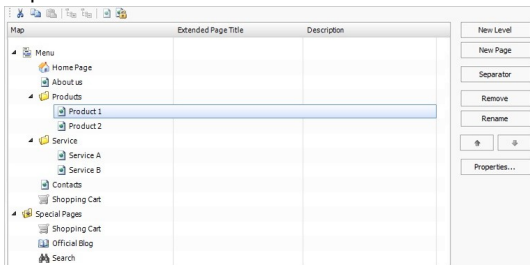 Map Extended Page Title Description
New Level
Menu
New Page
Home Page
About us
Separator
Products
Remove
Product 1
Rename
Product 2
Service
Service A
Service B
Properties...
Contacts
Shopping Cart
Special Pages
Shopping Cart
Official Blog
Search